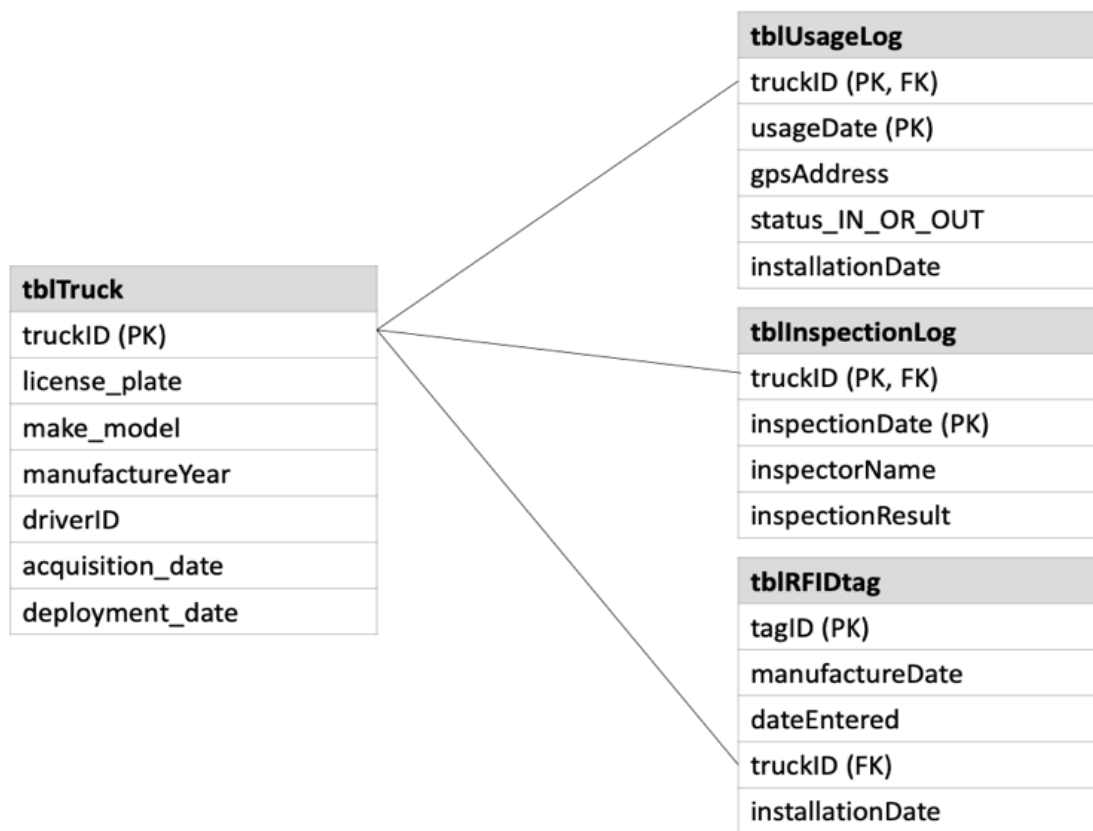 tblTruck
truckID (PK)
license_plate
make_model
manufactureYear
driverID
acquisition_date
deployment_date
tblUsageLog
truckID (PK, FK)
usageDate (PK)
gpsAddress
status_IN_OR_OUT
installationDate
tblInspectionLog
truckID (PK, FK)
inspectionDate (PK)
inspectorName
inspectionResult
tblRFIDtag
tagID (PK)
manufactureDate
dateEntered
truckID (FK)
installationDate